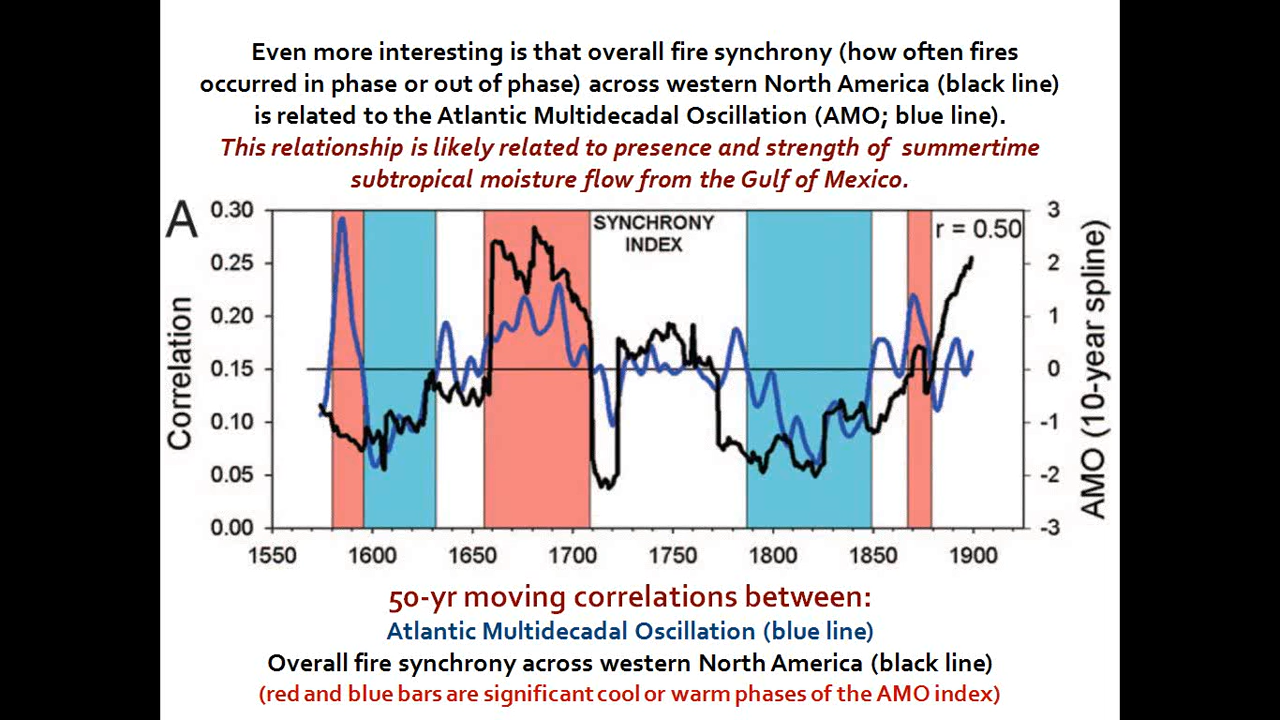 Even more interesting is that overall fire synchrony (how often fires
occurred in phase or out of phase) across western North America (black line)
is related to the Atlantic Multidecadal Oscillation (AMO; blue line).
This relationship is likely related to presence and strength of summertime
subtropical moisture flow from the Gulf of Mexico.
A
SYNCHRONY
INDEX
r = 0.50
Correlation
0.30
0.25
0.20
0.15
0.10
0.05
0.00
3
2
1
0
-1
-2
-3
AMO (10-year spline)
1550 1600 1650 1700 1750 1800 1850 1900
50-yr moving correlations between:
Atlantic Multidecadal Oscillation (blue line)
Overall fire synchrony across western North America (black line)
(red and blue bars are significant cool or warm phases of the AMO index)